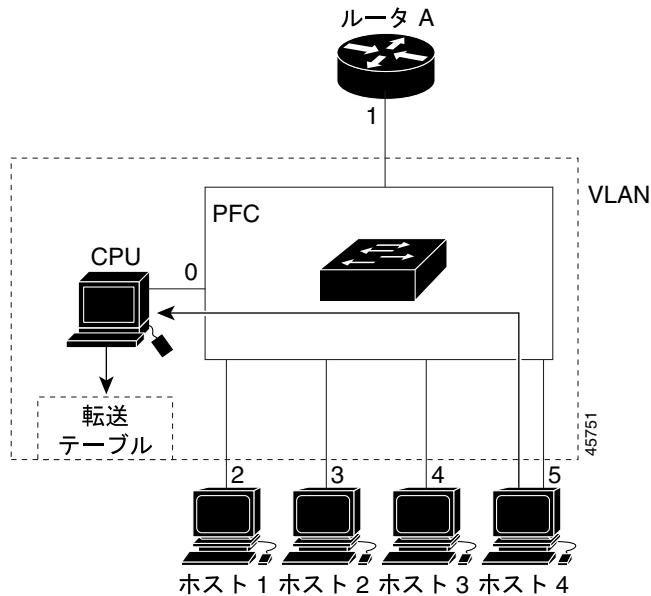 ルータ A
1
VLAN
PFC
CPU
0
転送
テーブル
45751
2
3
4
5
ホスト 1
ホスト 2
ホスト 3
ホスト 4